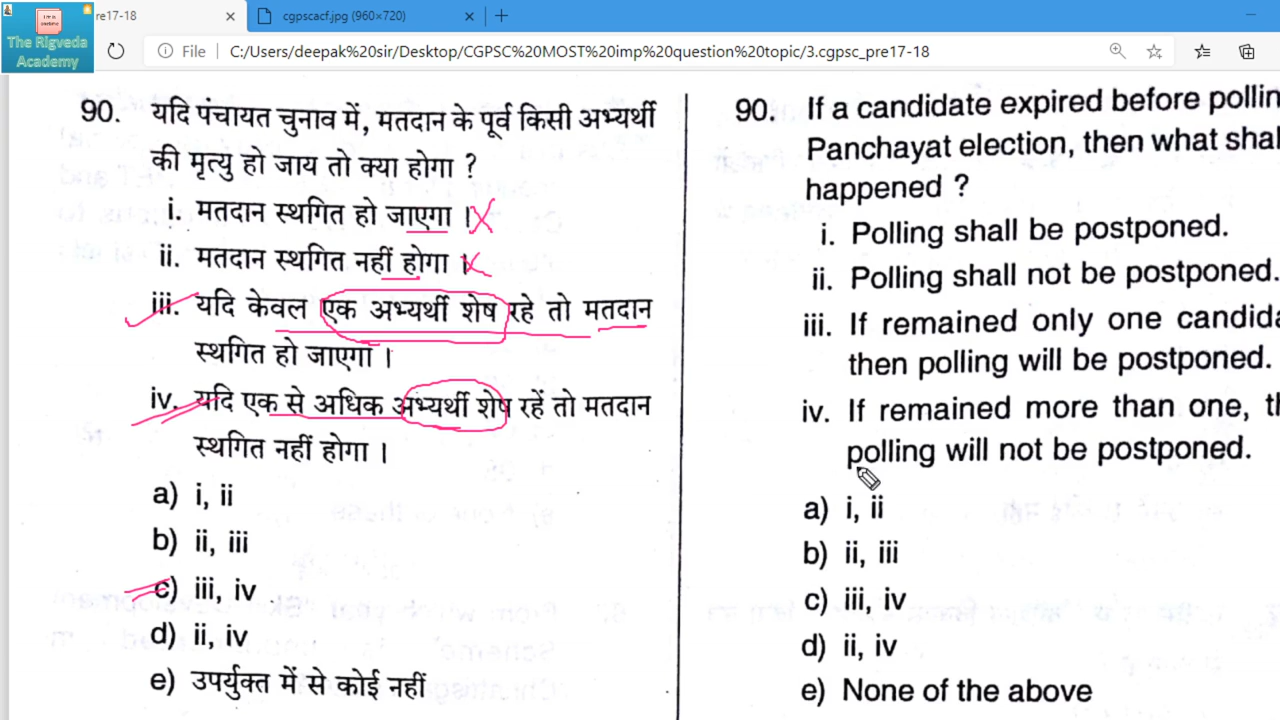 The Rigveda
Academy
re17-18
cgpscacf.jpg (960×720)
File
C:/Users/deepak%20sir/Desktop/CGPSC%20MOST%20imp%20question%20topic/3.cgpsc_pre17-18
90. यदि पंचायत चुनाव में, मतदान के पूर्व किसी अभ्यर्थी
की मृत्यु हो जाय तो क्या होगा ?
i. मतदान स्थगित हो जाएगा ।
ii. मतदान स्थगित नहीं होगा ।
iii. यदि केवल एक अभ्यर्थी शेष रहे तो मतदान
स्थगित हो जाएगा ।
iv. यदि एक से अधिक अभ्यर्थी शेष रहें तो मतदान
स्थगित नहीं होगा ।
a) i, ii
b) ii, iii
c) iii, iv
d) ii, iv
e) उपर्युक्त में से कोई नहीं
90. If a candidate expired before pollin
Panchayat election, then what shal
happened ?
i. Polling shall be postponed.
ii. Polling shall not be postponed.
iii. If remained only one candida
then polling will be postponed.
iv. If remained more than one, th
polling will not be postponed.
a) i, ii
b) ii, iii
c) iii, iv
d) ii, iv
e) None of the above